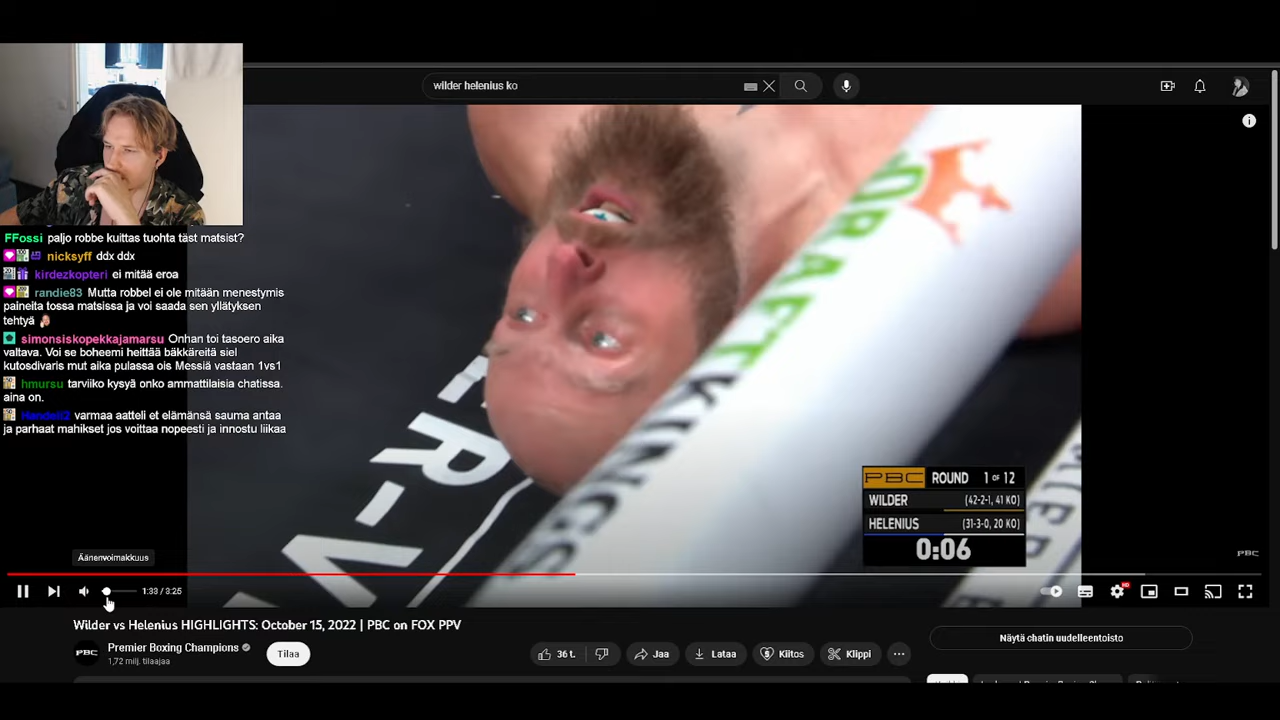 wilder helenius ko
FFossi paljo robbe kuittas tuohta täst matsist?
nicksyff ddx ddx
kirdezkopteri ei mitää eroa
randie83 Mutta robbel ei ole mitään menestymis
paineita tossa matsissa ja voi saada sen yllätyksen
tehtyä
simonsiskopekkajamarsu Onhan toi tasoero aika
valtava. Voi se boheemi heittää bäkkäreitä siel
kutosdivaris mut aika pulassa ois Messiä vastaan 1vs1
hmursu tarviiko kysyä onko ammattilaisia chatissa.
aina on.
varmaa aatteli et elämänsä sauma antaa
ja parhaat mahikset jos voittaa nopeesti ja innostu liikaa
DRAFTKINGS
ER-V
PBC ROUND 1 OF 12
WILDER (42-2-1, 41 KO)
HELENIUS (31-3-0, 20 KO)
0:06
PBC
Äänenvoimakkuus
1:33 / 3:25
HD
Wilder vs Helenius HIGHLIGHTS: October 15, 2022 | PBC on FOX PPV
PBC
Premier Boxing Champions
1,72 milj. tilaajaa
Tilaa
36 t.
Jaa
Lataa
Kiitos
Klippi
Näytä chatin uudelleentoisto